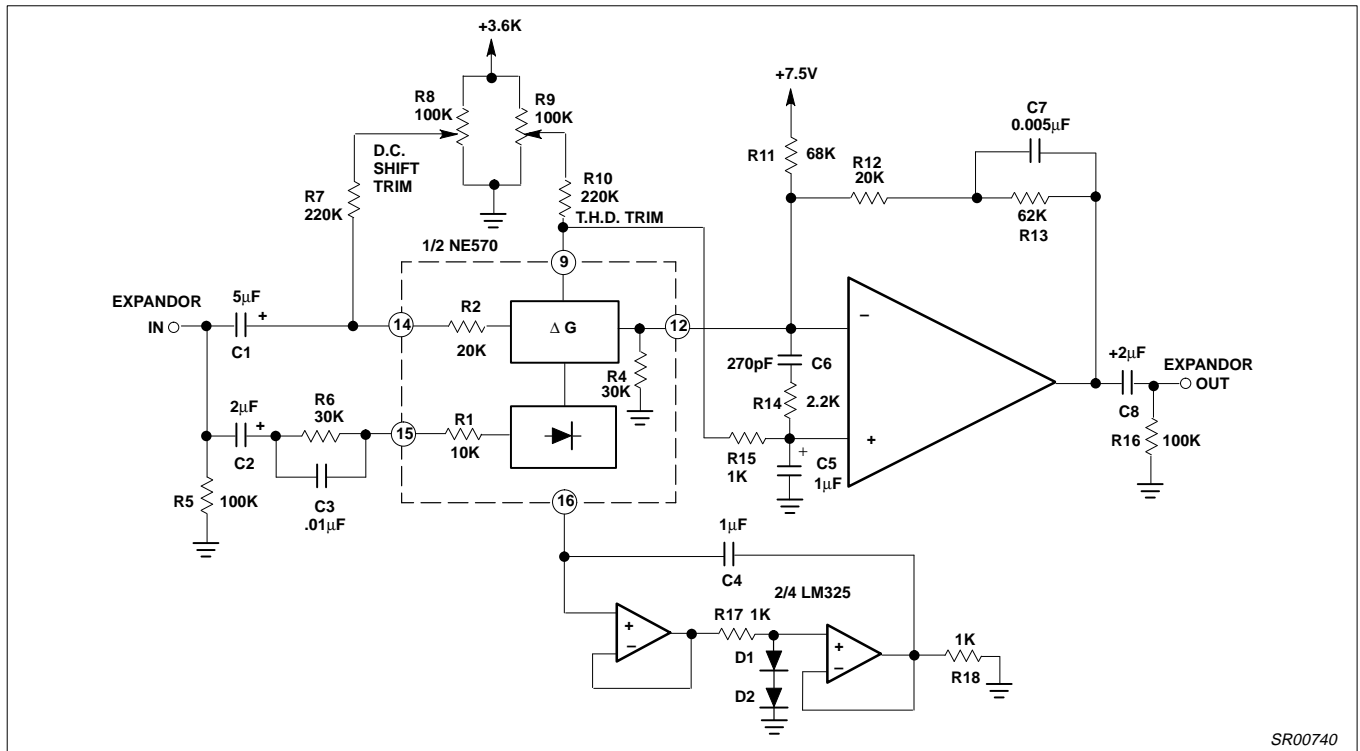 +3.6K
R8
100K
R9
100K
D.C.
SHIFT
TRIM
R7
220K
R10
220K
T.H.D. TRIM
+7.5V
R11
68K
R12
20K
C7
0.005µF
62K
R13
1/2 NE570
9
EXPANDOR
IN
5µF
+
C1
14
R2
20K
∆ G
12
R4
30K
2µF
+
C2
R6
30K
C3
.01µF
15
R1
10K
R5
100K
16
270pF
C6
R14
2.2K
R15
1K
+
C5
1µF
−
+
+2µF
C8
EXPANDOR
OUT
R16
100K
1µF
C4
2/4 LM325
+
−
R17 1K
D1
D2
+
−
1K
R18
SR00740